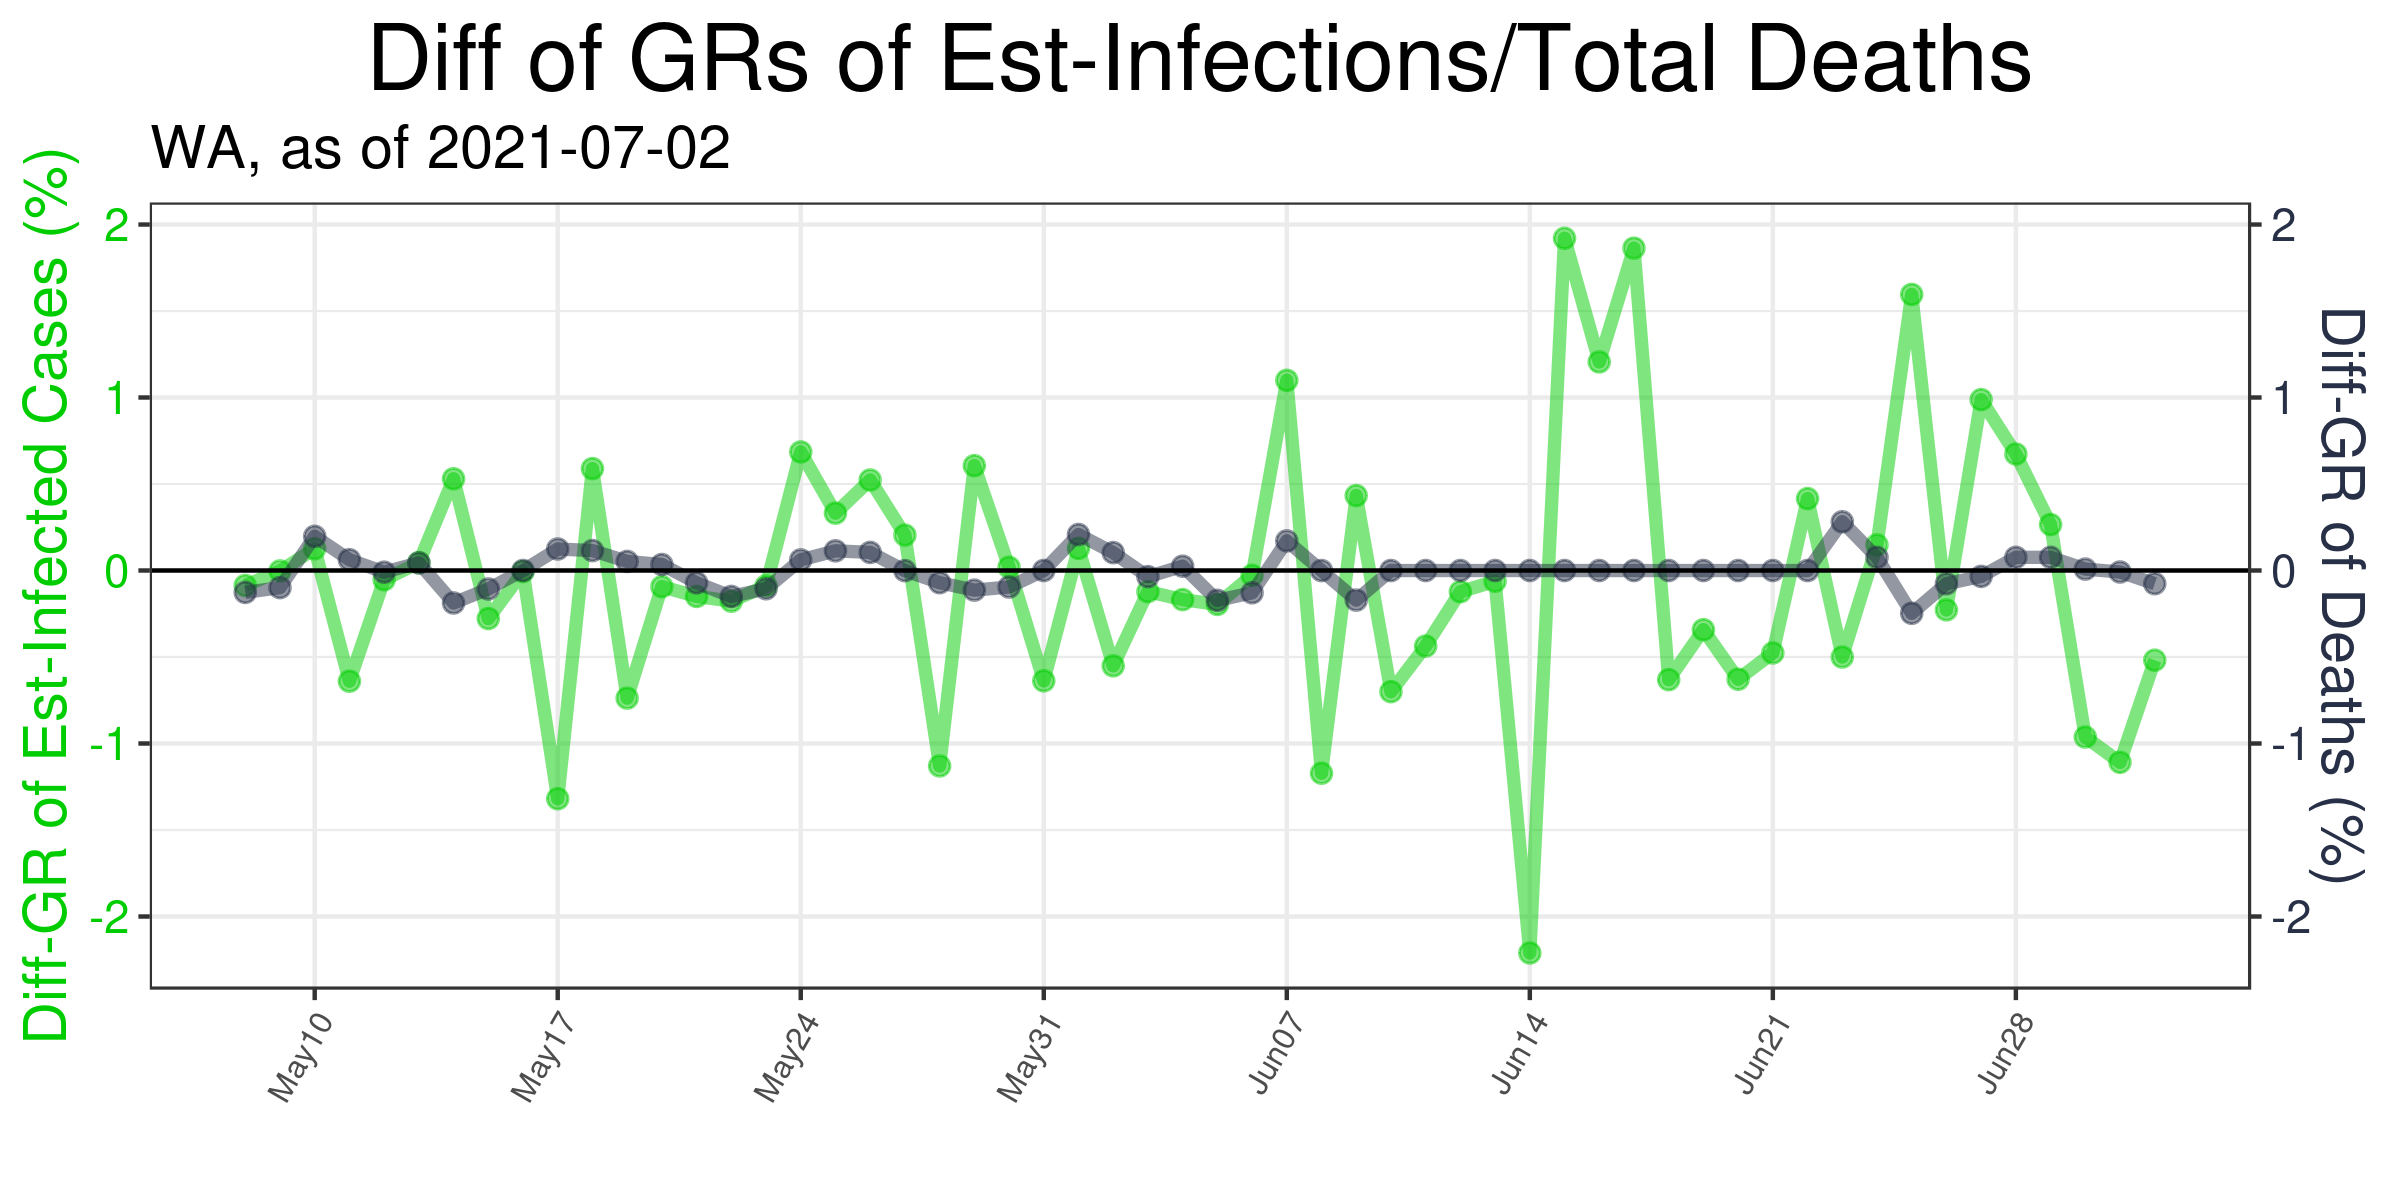 Diff of GRs of Est-Infections/Total Deaths
WA, as of 2021-07-02
Diff-GR of Est-Infected Cases (%)
2
1
0
-1
-2
2
1
0
-1
-2
Diff-GR of Deaths (%)
May10
May17
May24
May31
Jun07
Jun14
Jun21
Jun28